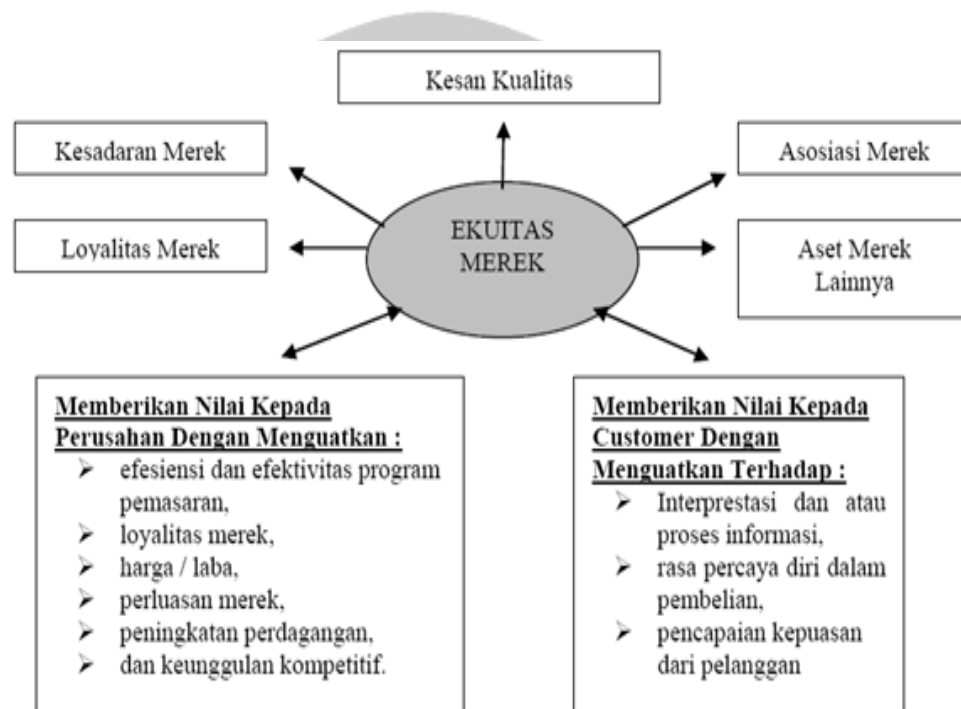 Kesan Kualitas
Kesadaran Merek
Asosiasi Merek
Loyalitas Merek
EKUITAS
MEREK
Aset Merek
Lainnya
Memberikan Nilai Kepada
Perusahan Dengan Menguatkan :
efesiensi dan efektivitas program
pemasaran,
loyalitas merek,
harga / laba,
perluasan merek,
peningkatan perdagangan,
dan keunggulan kompetitif.
Memberikan Nilai Kepada
Customer Dengan
Menguatkan Terhadap :
Interprestasi dan atau
proses informasi,
rasa percaya diri dalam
pembelian,
pencapaian kepuasan
dari pelanggan